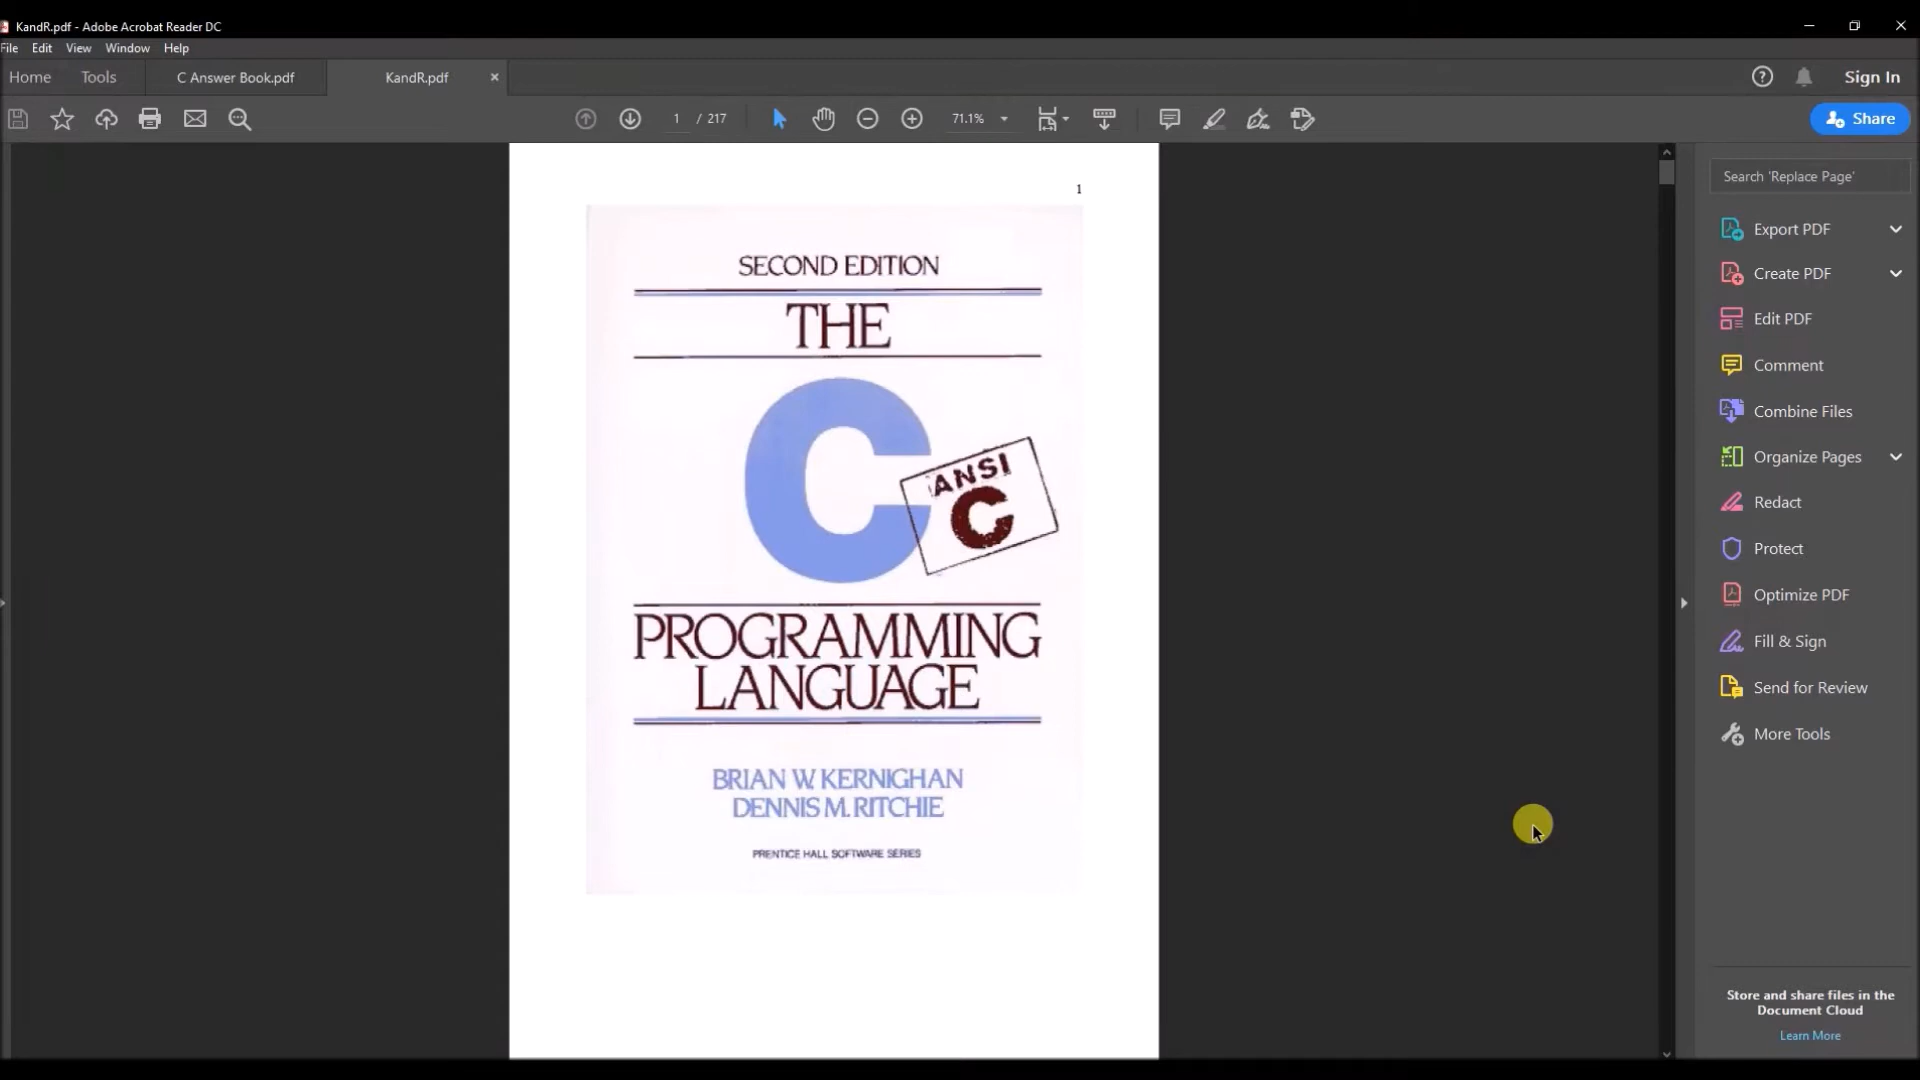 KandR.pdf - Adobe Acrobat Reader DC
File Edit View Window Help
Home Tools C Answer Book.pdf KandR.pdf Sign In
1 / 217 71.1% Share
1
SECOND EDITION
THE
C
ANSI
C
PROGRAMMING
LANGUAGE
BRIAN W. KERNIGHAN
DENNIS M. RITCHIE
PRENTICE HALL SOFTWARE SERIES
Search 'Replace Page'
Export PDF
Create PDF
Edit PDF
Comment
Combine Files
Organize Pages
Redact
Protect
Optimize PDF
Fill & Sign
Send for Review
More Tools
Store and share files in the
Document Cloud
Learn More